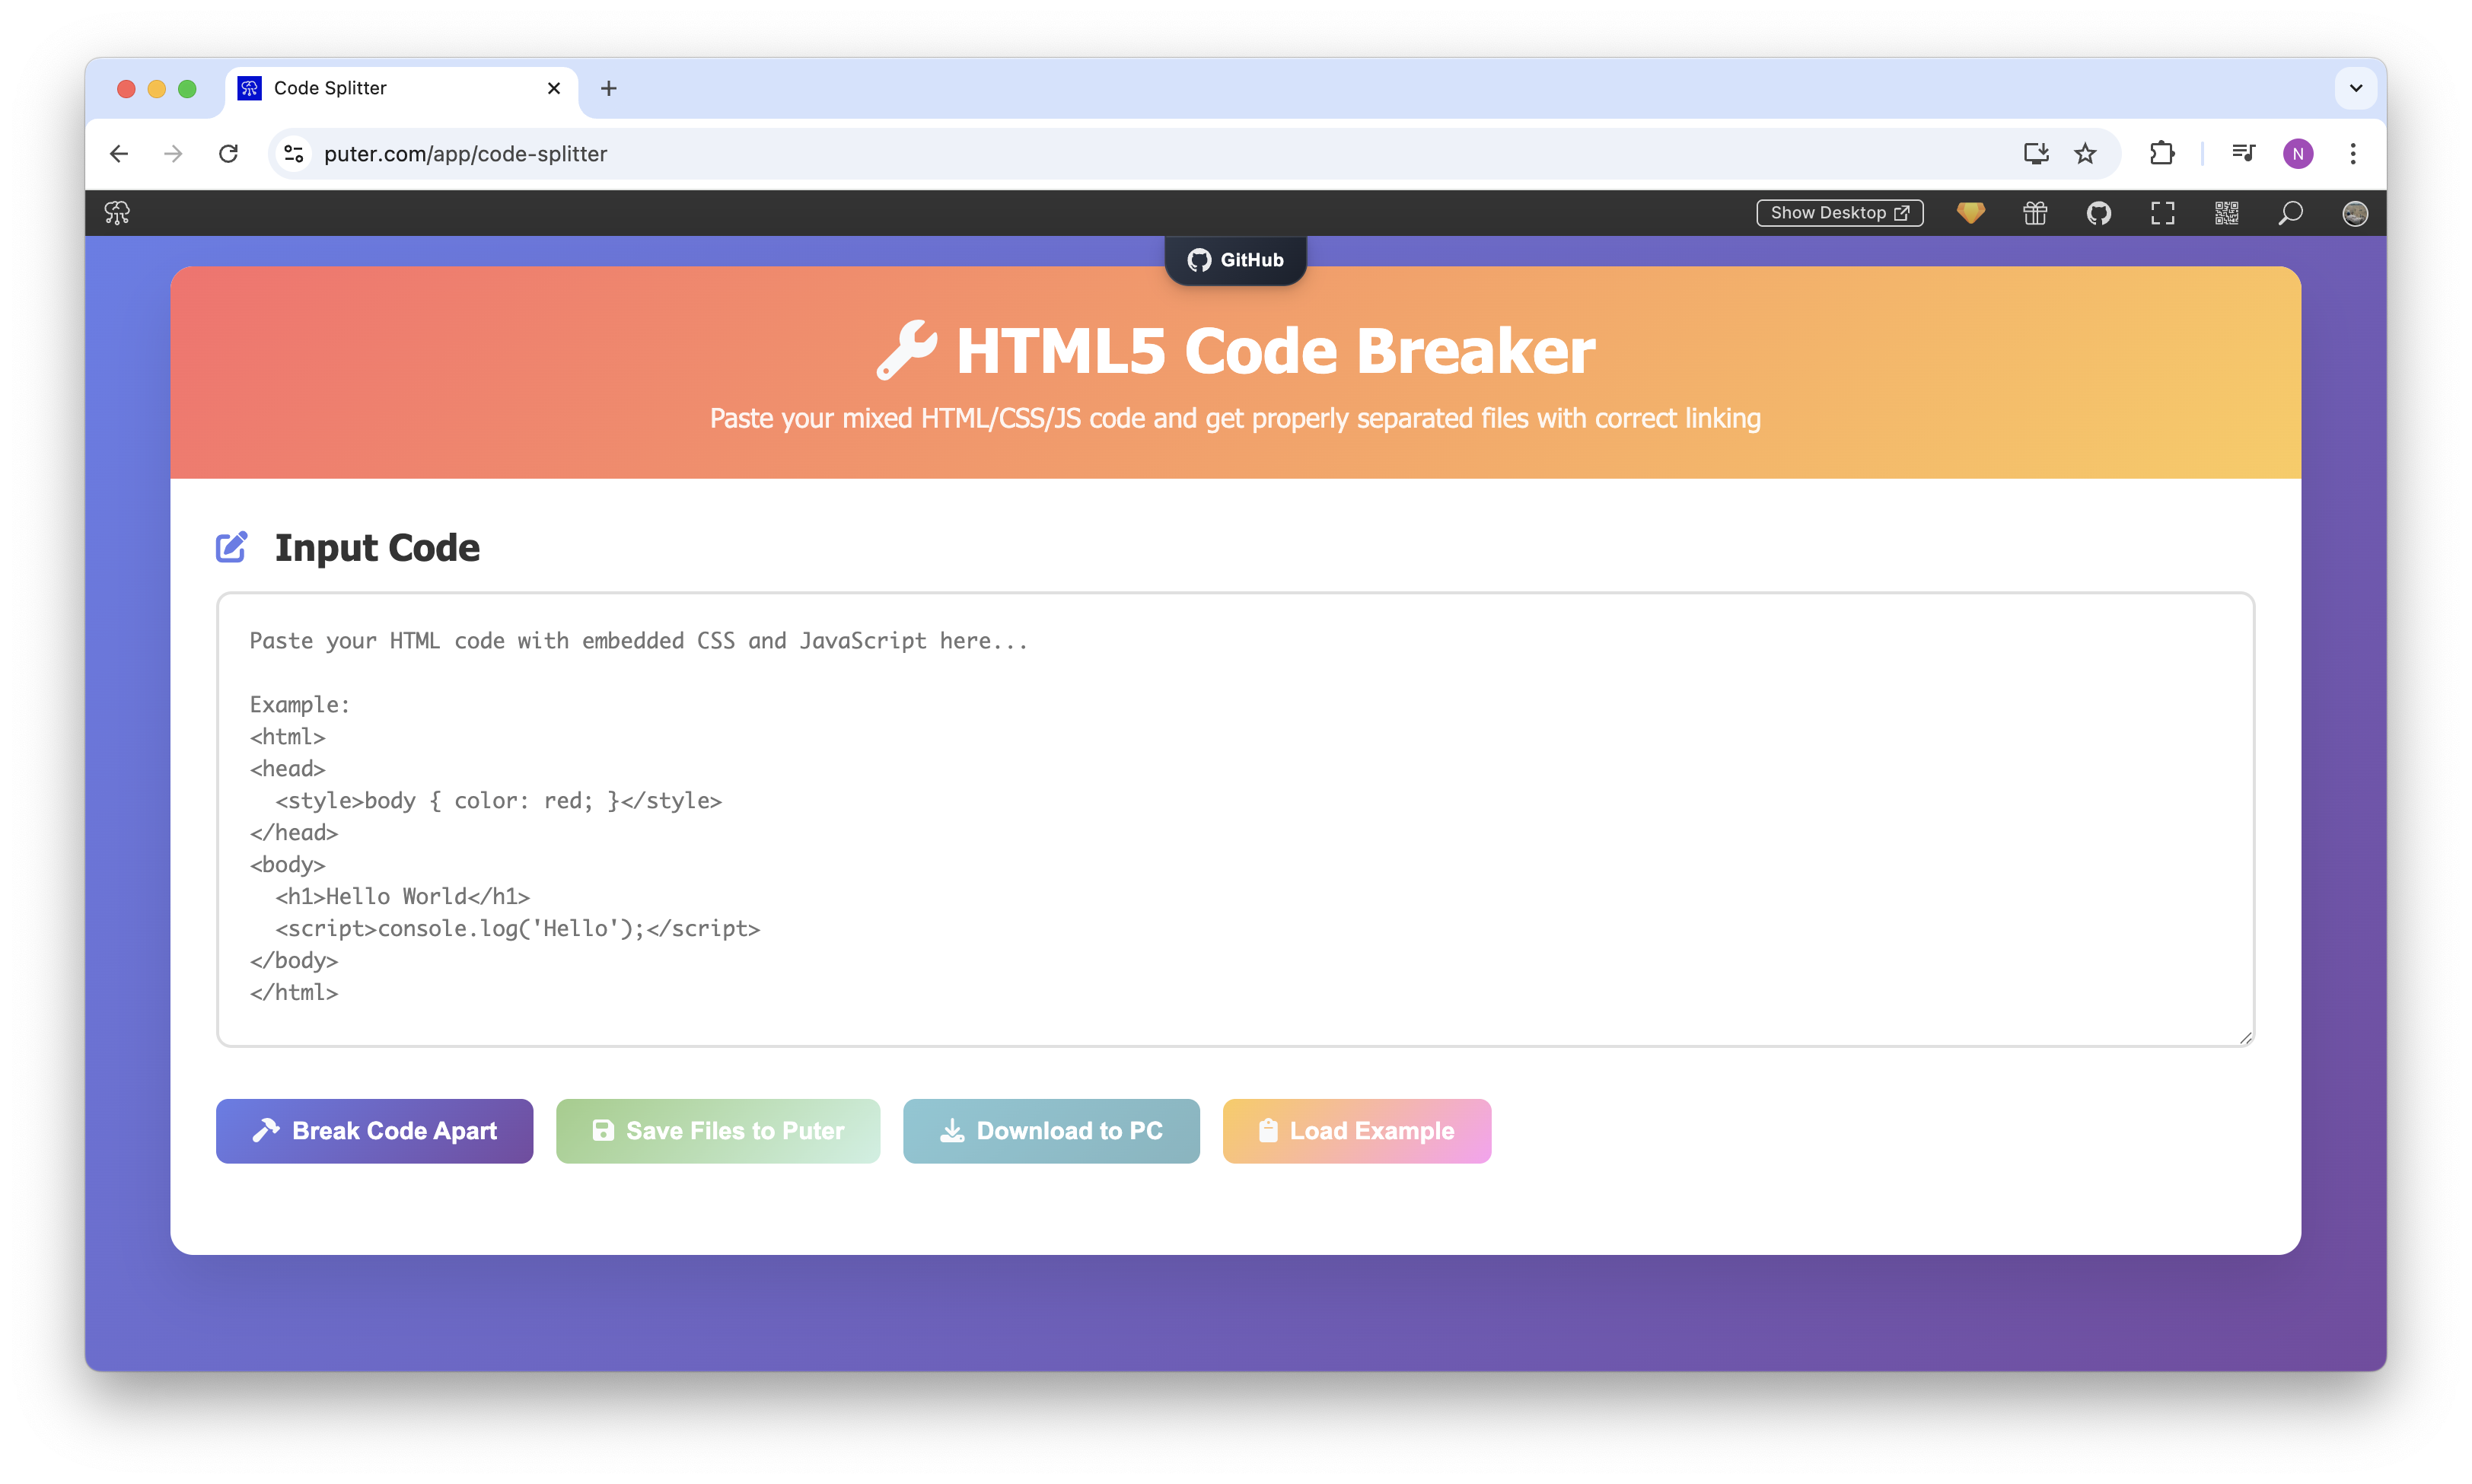 Code Splitter
puter.com/app/code-splitter
N
Show Desktop
GitHub
HTML5 Code Breaker
Paste your mixed HTML/CSS/JS code and get properly separated files with correct linking
Input Code
Paste your HTML code with embedded CSS and JavaScript here...
Example:
<html>
<head>
<style>body { color: red; }</style>
</head>
<body>
<h1>Hello World</h1>
<script>console.log('Hello');</script>
</body>
</html>
Break Code Apart
Save Files to Puter
Download to PC
Load Example